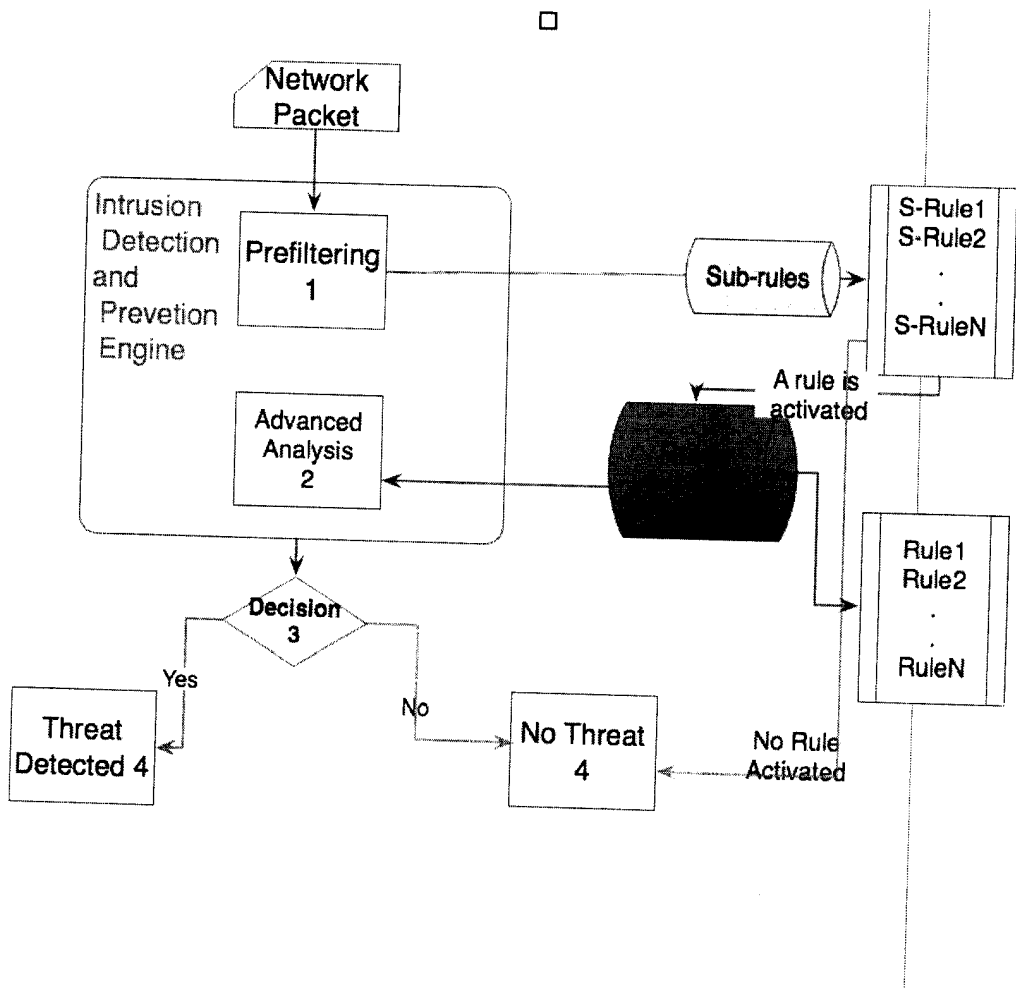 Network
Packet
Intrusion
Detection
and
Prevetion
Engine
Prefiltering
1
Sub-rules
S-Rule1
S-Rule2
.
.
S-RuleN
A rule is
activated
Advanced
Analysis
2
Rule1
Rule2
.
.
RuleN
Decision
3
Yes
No
Threat
Detected 4
No Threat
4
No Rule
Activated